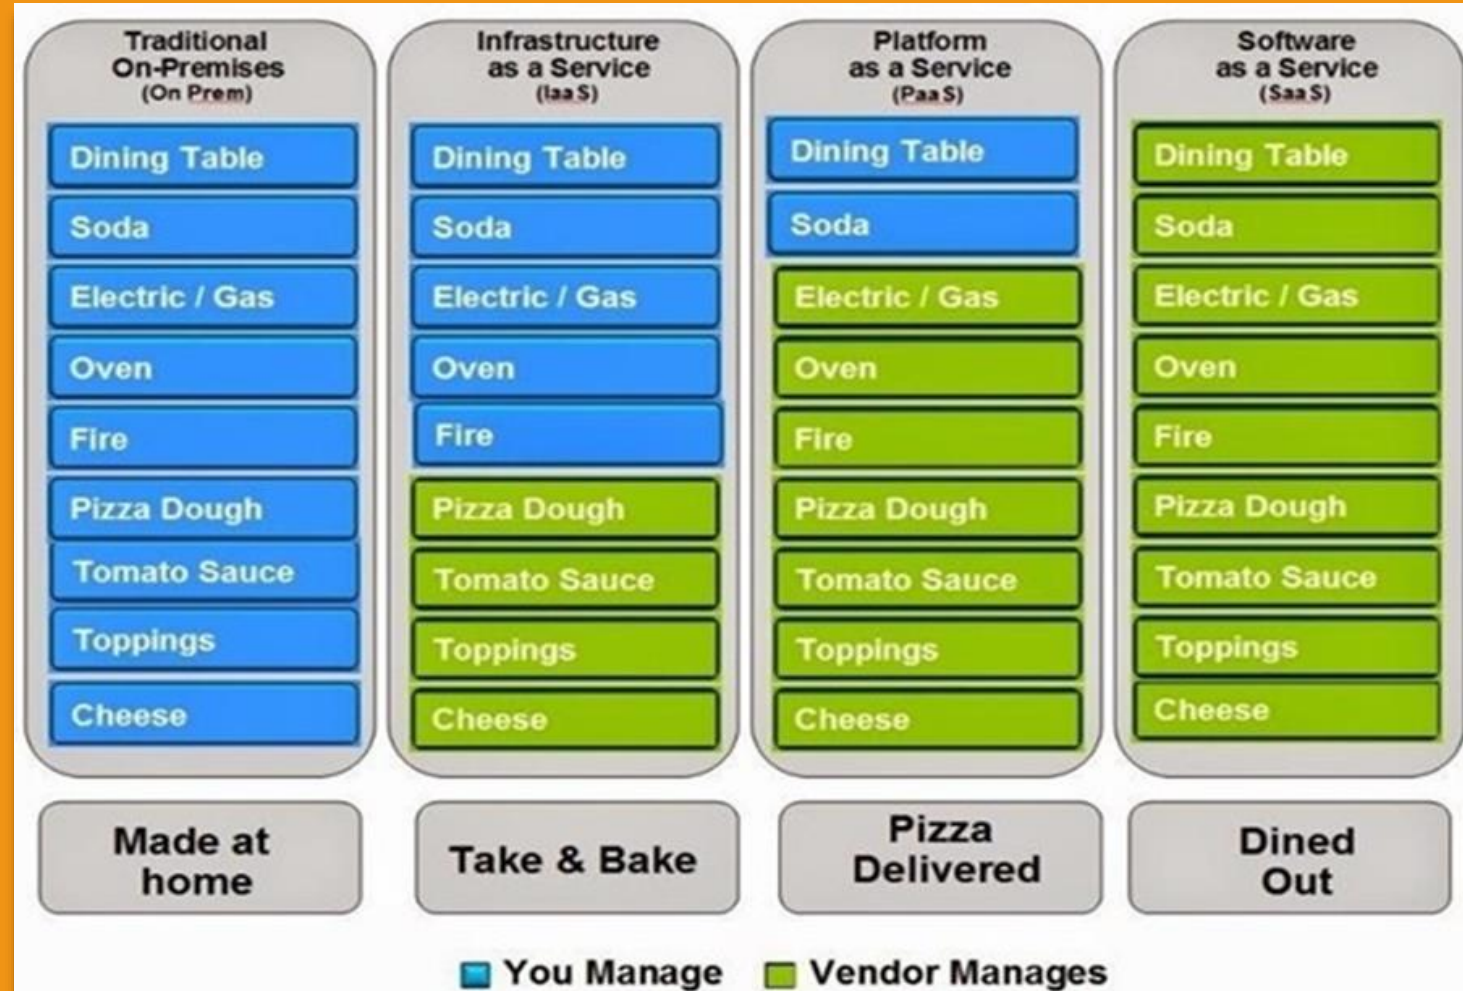 Traditional
On-Premises
(On Prem)
Dining Table
Soda
Electric / Gas
Oven
Fire
Pizza Dough
Tomato Sauce
Toppings
Cheese
Made at
home
Infrastructure
as a Service
(IaaS)
Dining Table
Soda
Electric / Gas
Oven
Fire
Pizza Dough
Tomato Sauce
Toppings
Cheese
Take & Bake
Platform
as a Service
(PaaS)
Dining Table
Soda
Electric / Gas
Oven
Fire
Pizza Dough
Tomato Sauce
Toppings
Cheese
Pizza
Delivered
Software
as a Service
(SaaS)
Dining Table
Soda
Electric / Gas
Oven
Fire
Pizza Dough
Tomato Sauce
Toppings
Cheese
Dined
Out
You Manage
Vendor Manages